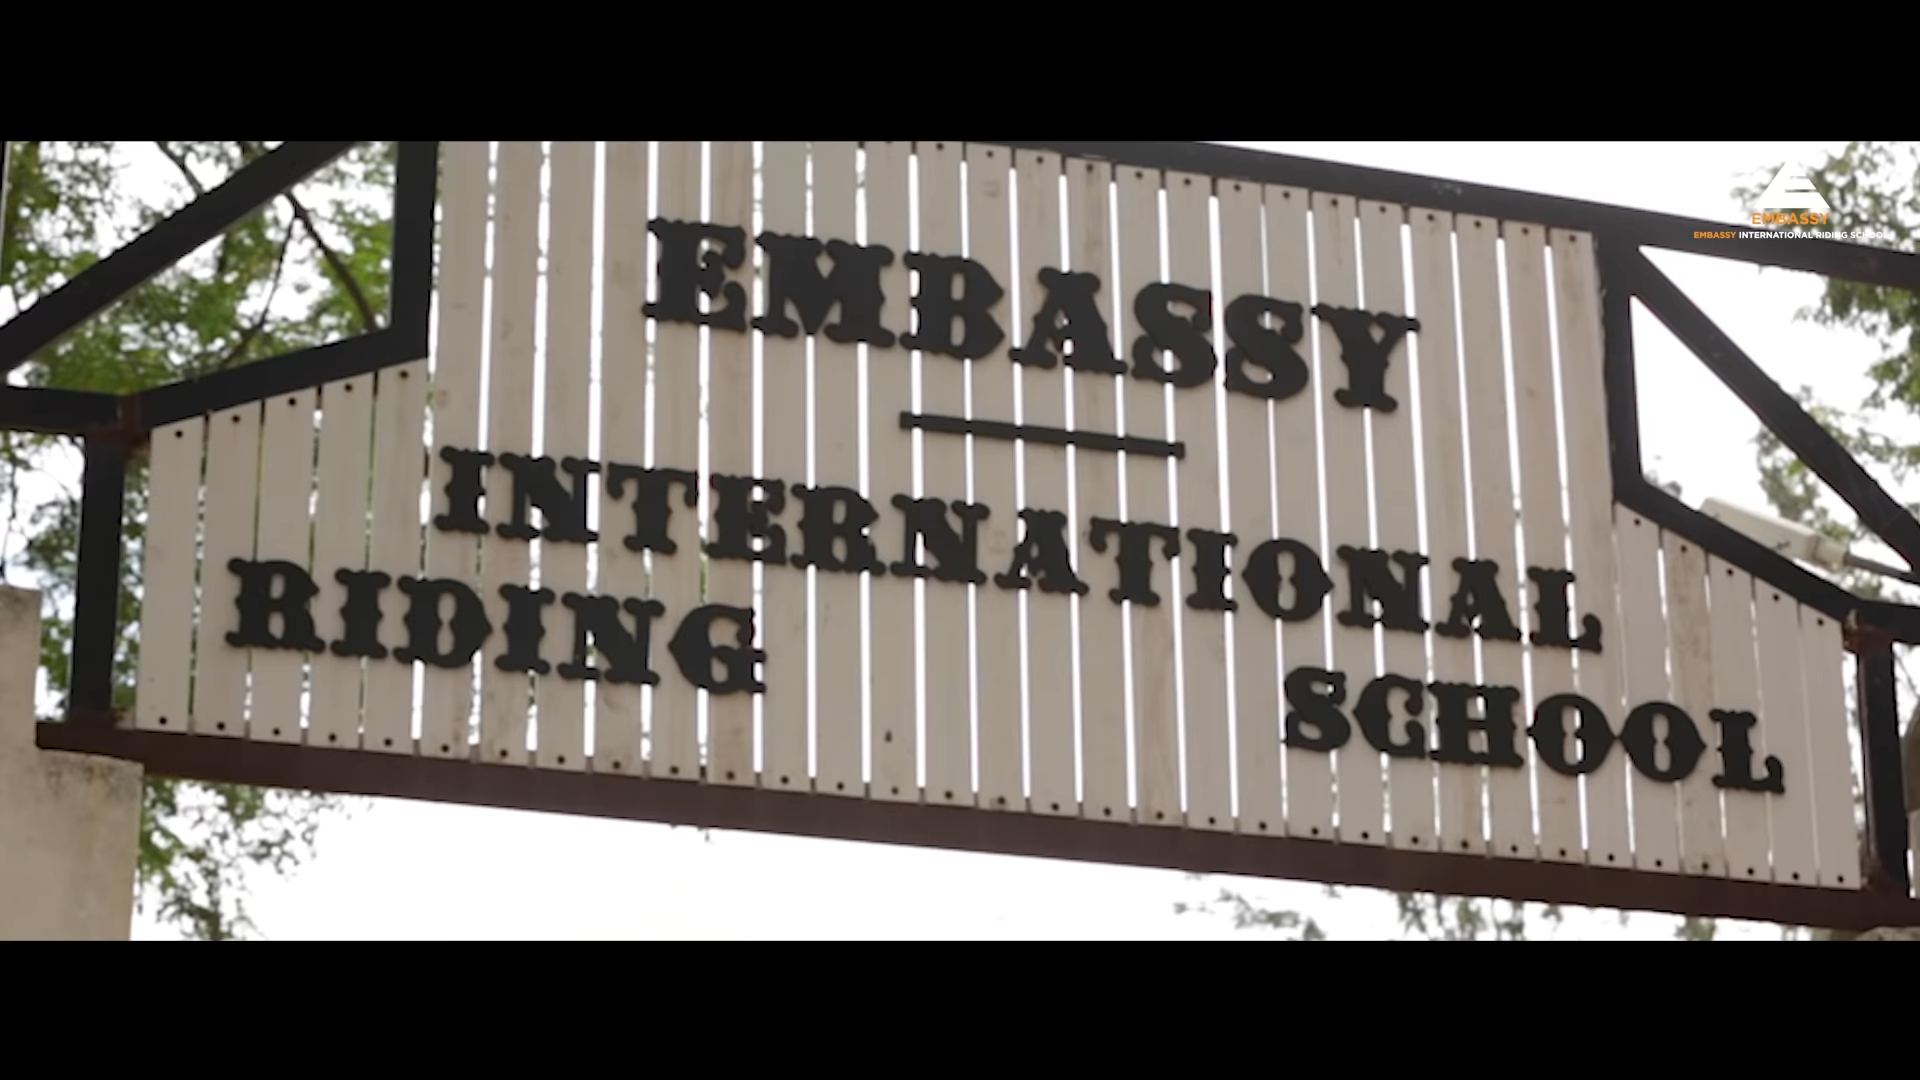 EMBASSY
INTERNATIONAL
RIDING SCHOOL
EMBASSY
EMBASSY INTERNATIONAL RIDING SCHOOL